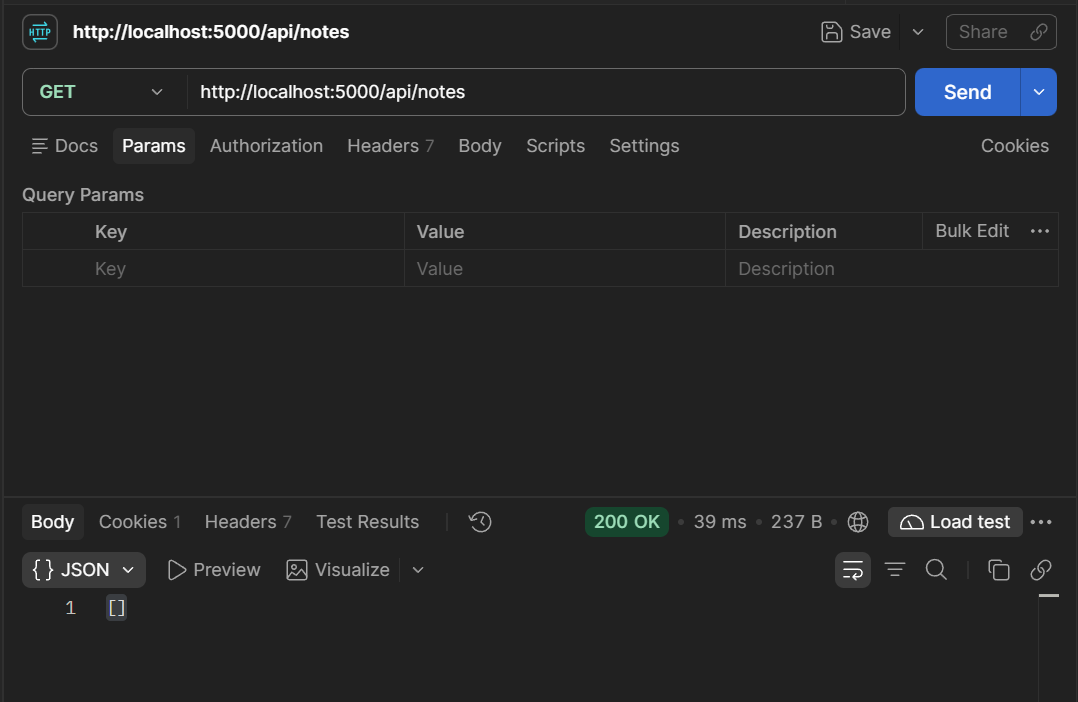 HTTP http://localhost:5000/api/notes Save Share
GET http://localhost:5000/api/notes Send
Docs Params Authorization Headers 7 Body Scripts Settings Cookies
Query Params
Key Value Description Bulk Edit
Key Value Description
Body Cookies 1 Headers 7 Test Results 200 OK 39 ms 237 B Load test
{} JSON Preview Visualize
1 []